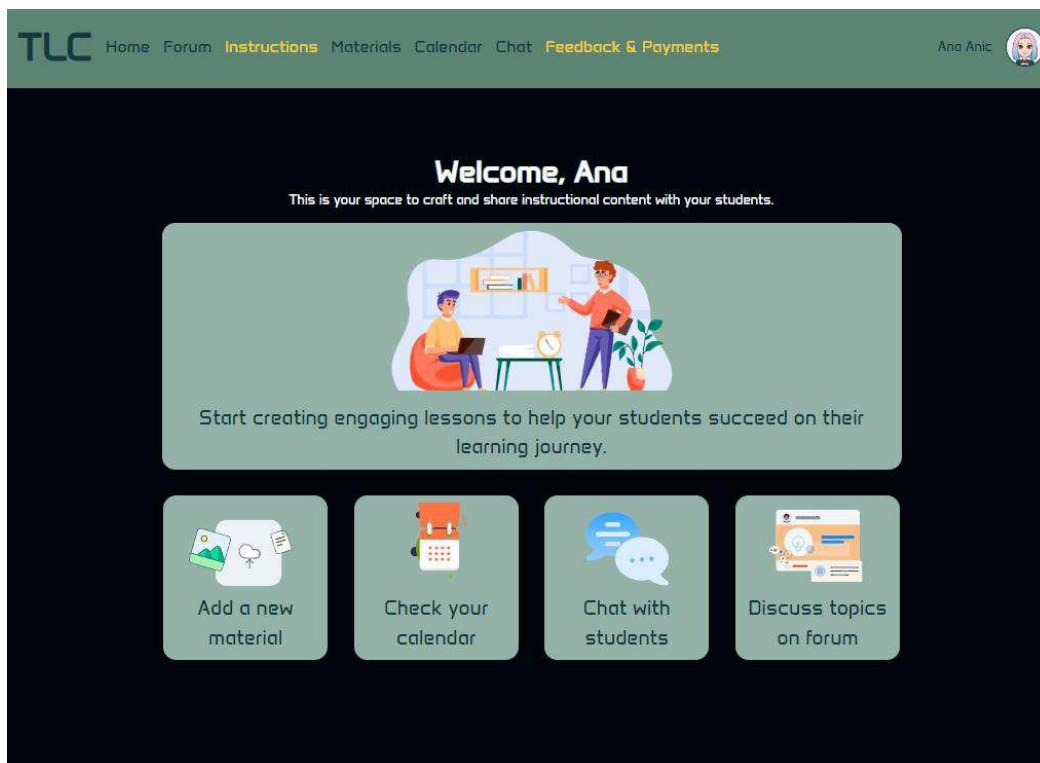 TLC Home Forum Instructions Materials Calendar Chat Feedback & Payments Ana Anic
Welcome, Ana
This is your space to craft and share instructional content with your students.
Start creating engaging lessons to help your students succeed on their
learning journey.
Add a new
material
Check your
calendar
Chat with
students
Discuss topics
on forum